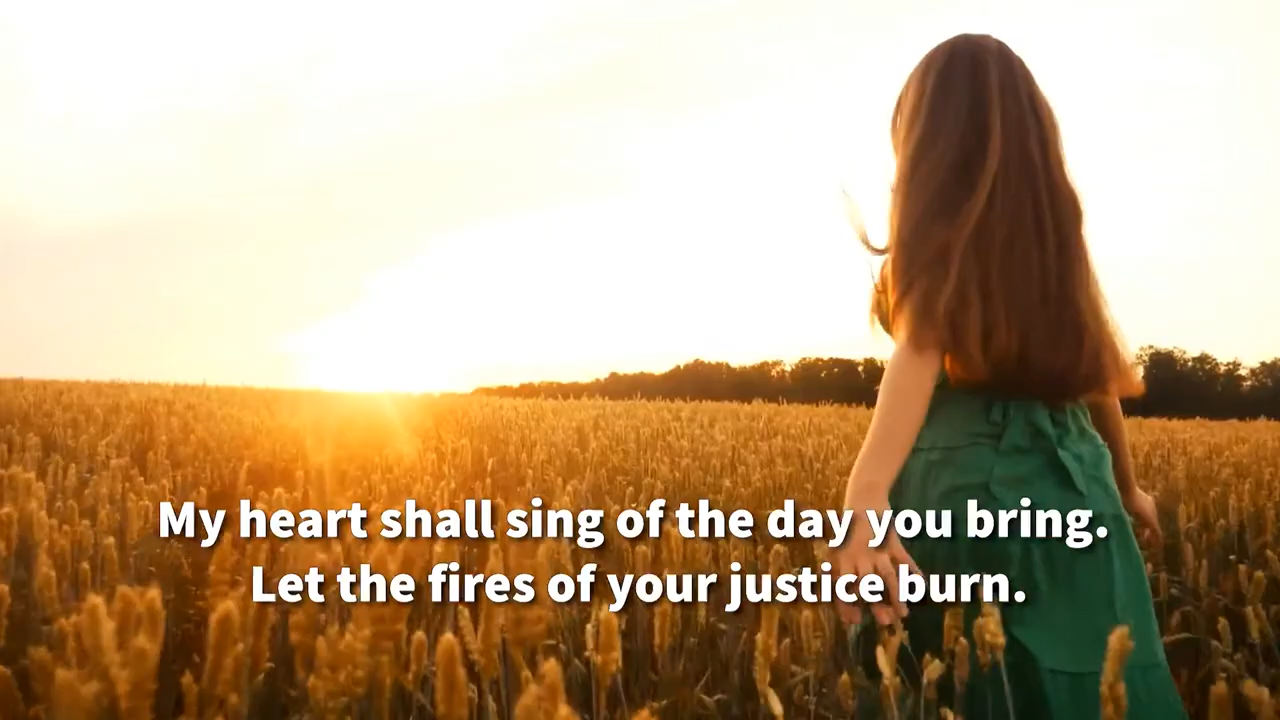 My heart shall sing of the day you bring.
Let the fires of your justice burn.